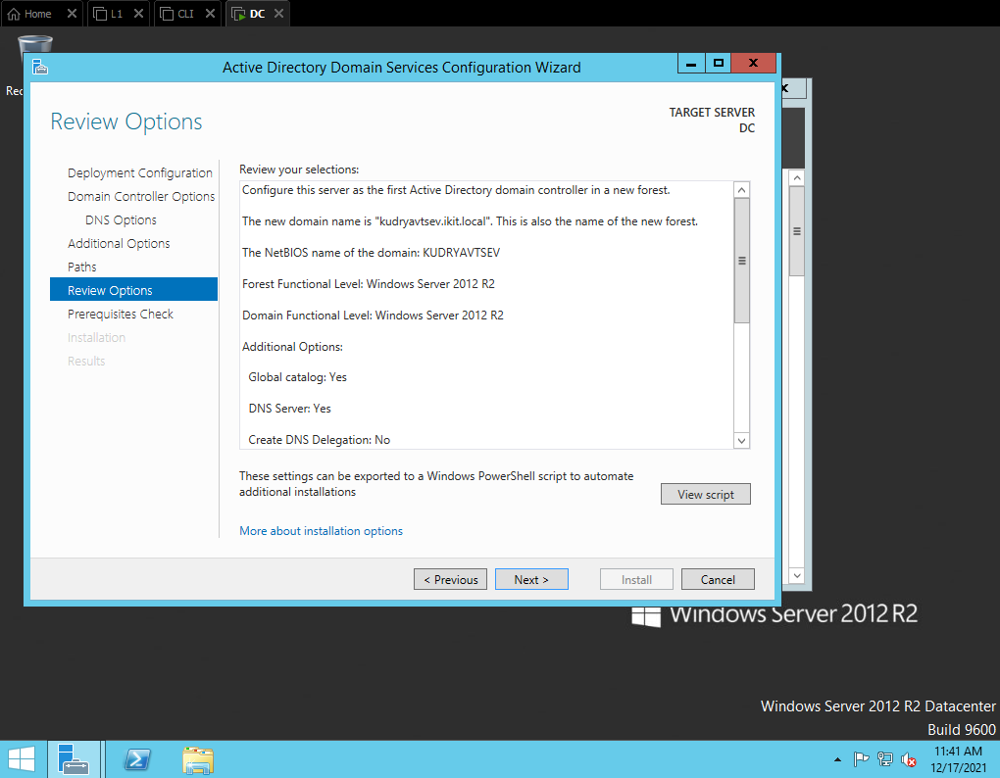 Home
L1
CLI
DC
Active Directory Domain Services Configuration Wizard
Review Options
TARGET SERVER
DC
Deployment Configuration
Domain Controller Options
DNS Options
Additional Options
Paths
Review Options
Prerequisites Check
Installation
Results
Review your selections:
Configure this server as the first Active Directory domain controller in a new forest.
The new domain name is "kudryavtsev.ikit.local". This is also the name of the new forest.
The NetBIOS name of the domain: KUDRYAVTSEV
Forest Functional Level: Windows Server 2012 R2
Domain Functional Level: Windows Server 2012 R2
Additional Options:
Global catalog: Yes
DNS Server: Yes
Create DNS Delegation: No
These settings can be exported to a Windows PowerShell script to automate
additional installations
View script
More about installation options
< Previous
Next >
Install
Cancel
Windows Server 2012 R2
Windows Server 2012 R2 Datacenter
Build 9600
11:41 AM
12/17/2021